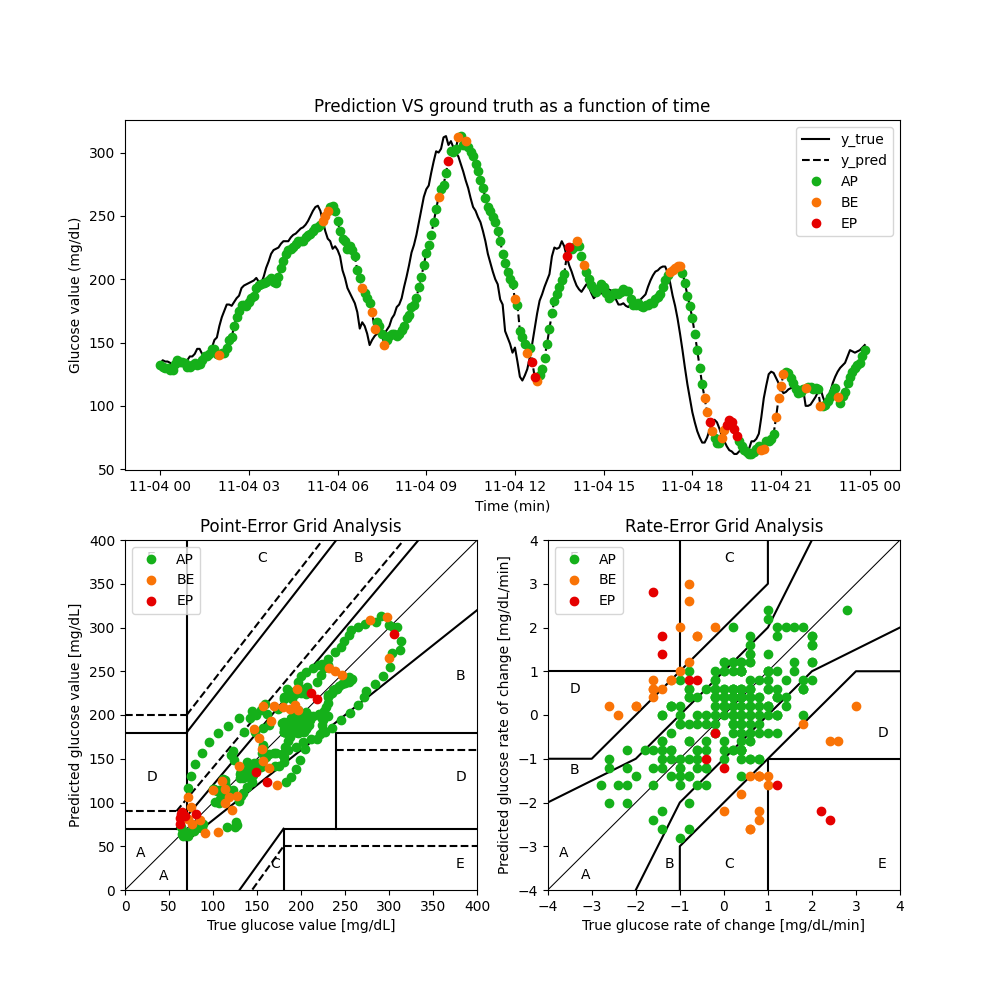 Prediction VS ground truth as a function of time
Glucose value (mg/dL)
300
250
200
150
100
50
y_true
y_pred
AP
BE
EP
11-04 00 11-04 03 11-04 06 11-04 09 11-04 12 11-04 15 11-04 18 11-04 21 11-05 00
Time (min)
Point-Error Grid Analysis
Predicted glucose value [mg/dL]
400
350
300
250
200
150
100
50
0
AP
BE
EP
C
B
B
D
D
A
A
C
E
0 50 100 150 200 250 300 350 400
True glucose value [mg/dL]
Rate-Error Grid Analysis
Predicted glucose rate of change [mg/dL/min]
4
3
2
1
0
−1
−2
−3
−4
AP
BE
EP
C
D
D
B
A
A
B
C
E
−4 −3 −2 −1 0 1 2 3 4
True glucose rate of change [mg/dL/min]